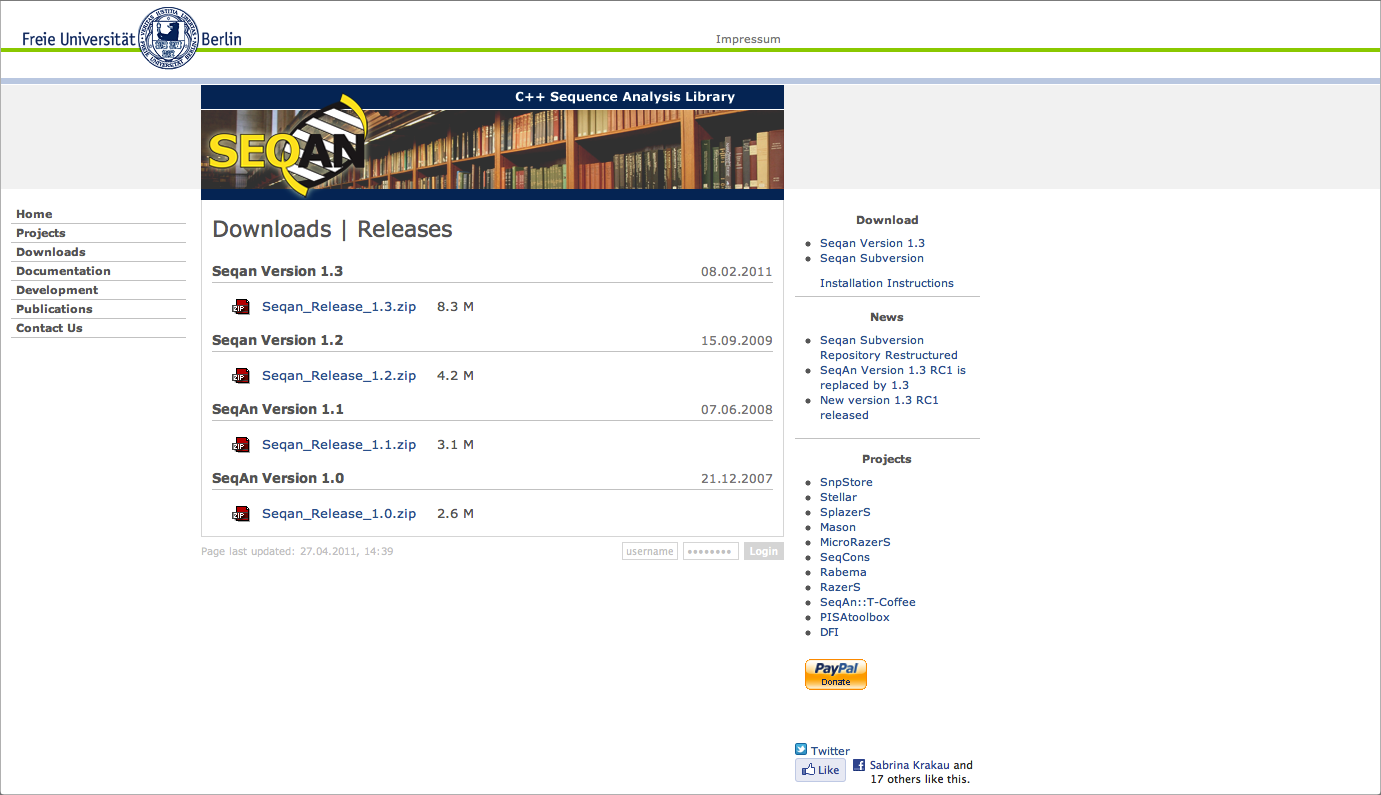 Freie Universität Berlin
Impressum
C++ Sequence Analysis Library
SEQAN
Home
Projects
Downloads
Documentation
Development
Publications
Contact Us
Downloads | Releases
Seqan Version 1.3 08.02.2011
ZIP Seqan_Release_1.3.zip 8.3 M
Seqan Version 1.2 15.09.2009
ZIP Seqan_Release_1.2.zip 4.2 M
SeqAn Version 1.1 07.06.2008
ZIP Seqan_Release_1.1.zip 3.1 M
SeqAn Version 1.0 21.12.2007
ZIP Seqan_Release_1.0.zip 2.6 M
Page last updated: 27.04.2011, 14:39
username •••••••• Login
Download
Seqan Version 1.3
Seqan Subversion
Installation Instructions
News
Seqan Subversion
Repository Restructured
SeqAn Version 1.3 RC1 is
replaced by 1.3
New version 1.3 RC1
released
Projects
SnpStore
Stellar
SplazerS
Mason
MicroRazerS
SeqCons
Rabema
RazerS
SeqAn::T-Coffee
PISAtoolbox
DFI
PayPal
Donate
Twitter
Like
Sabrina Krakau and
17 others like this.